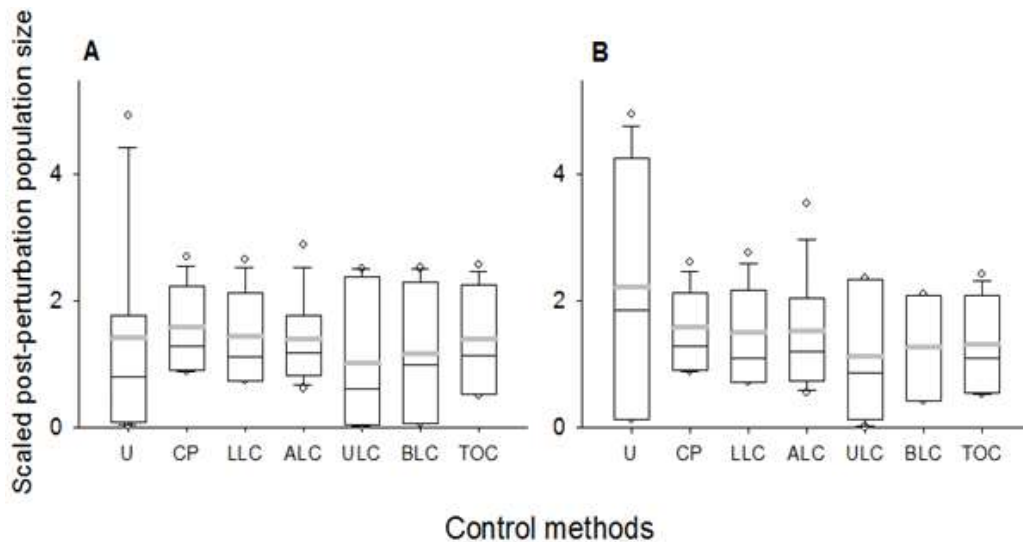 Scaled post-perturbation population size
A
4
2
0
U CP LLC ALC ULC BLC TOC
B
4
2
0
U CP LLC ALC ULC BLC TOC
Control methods